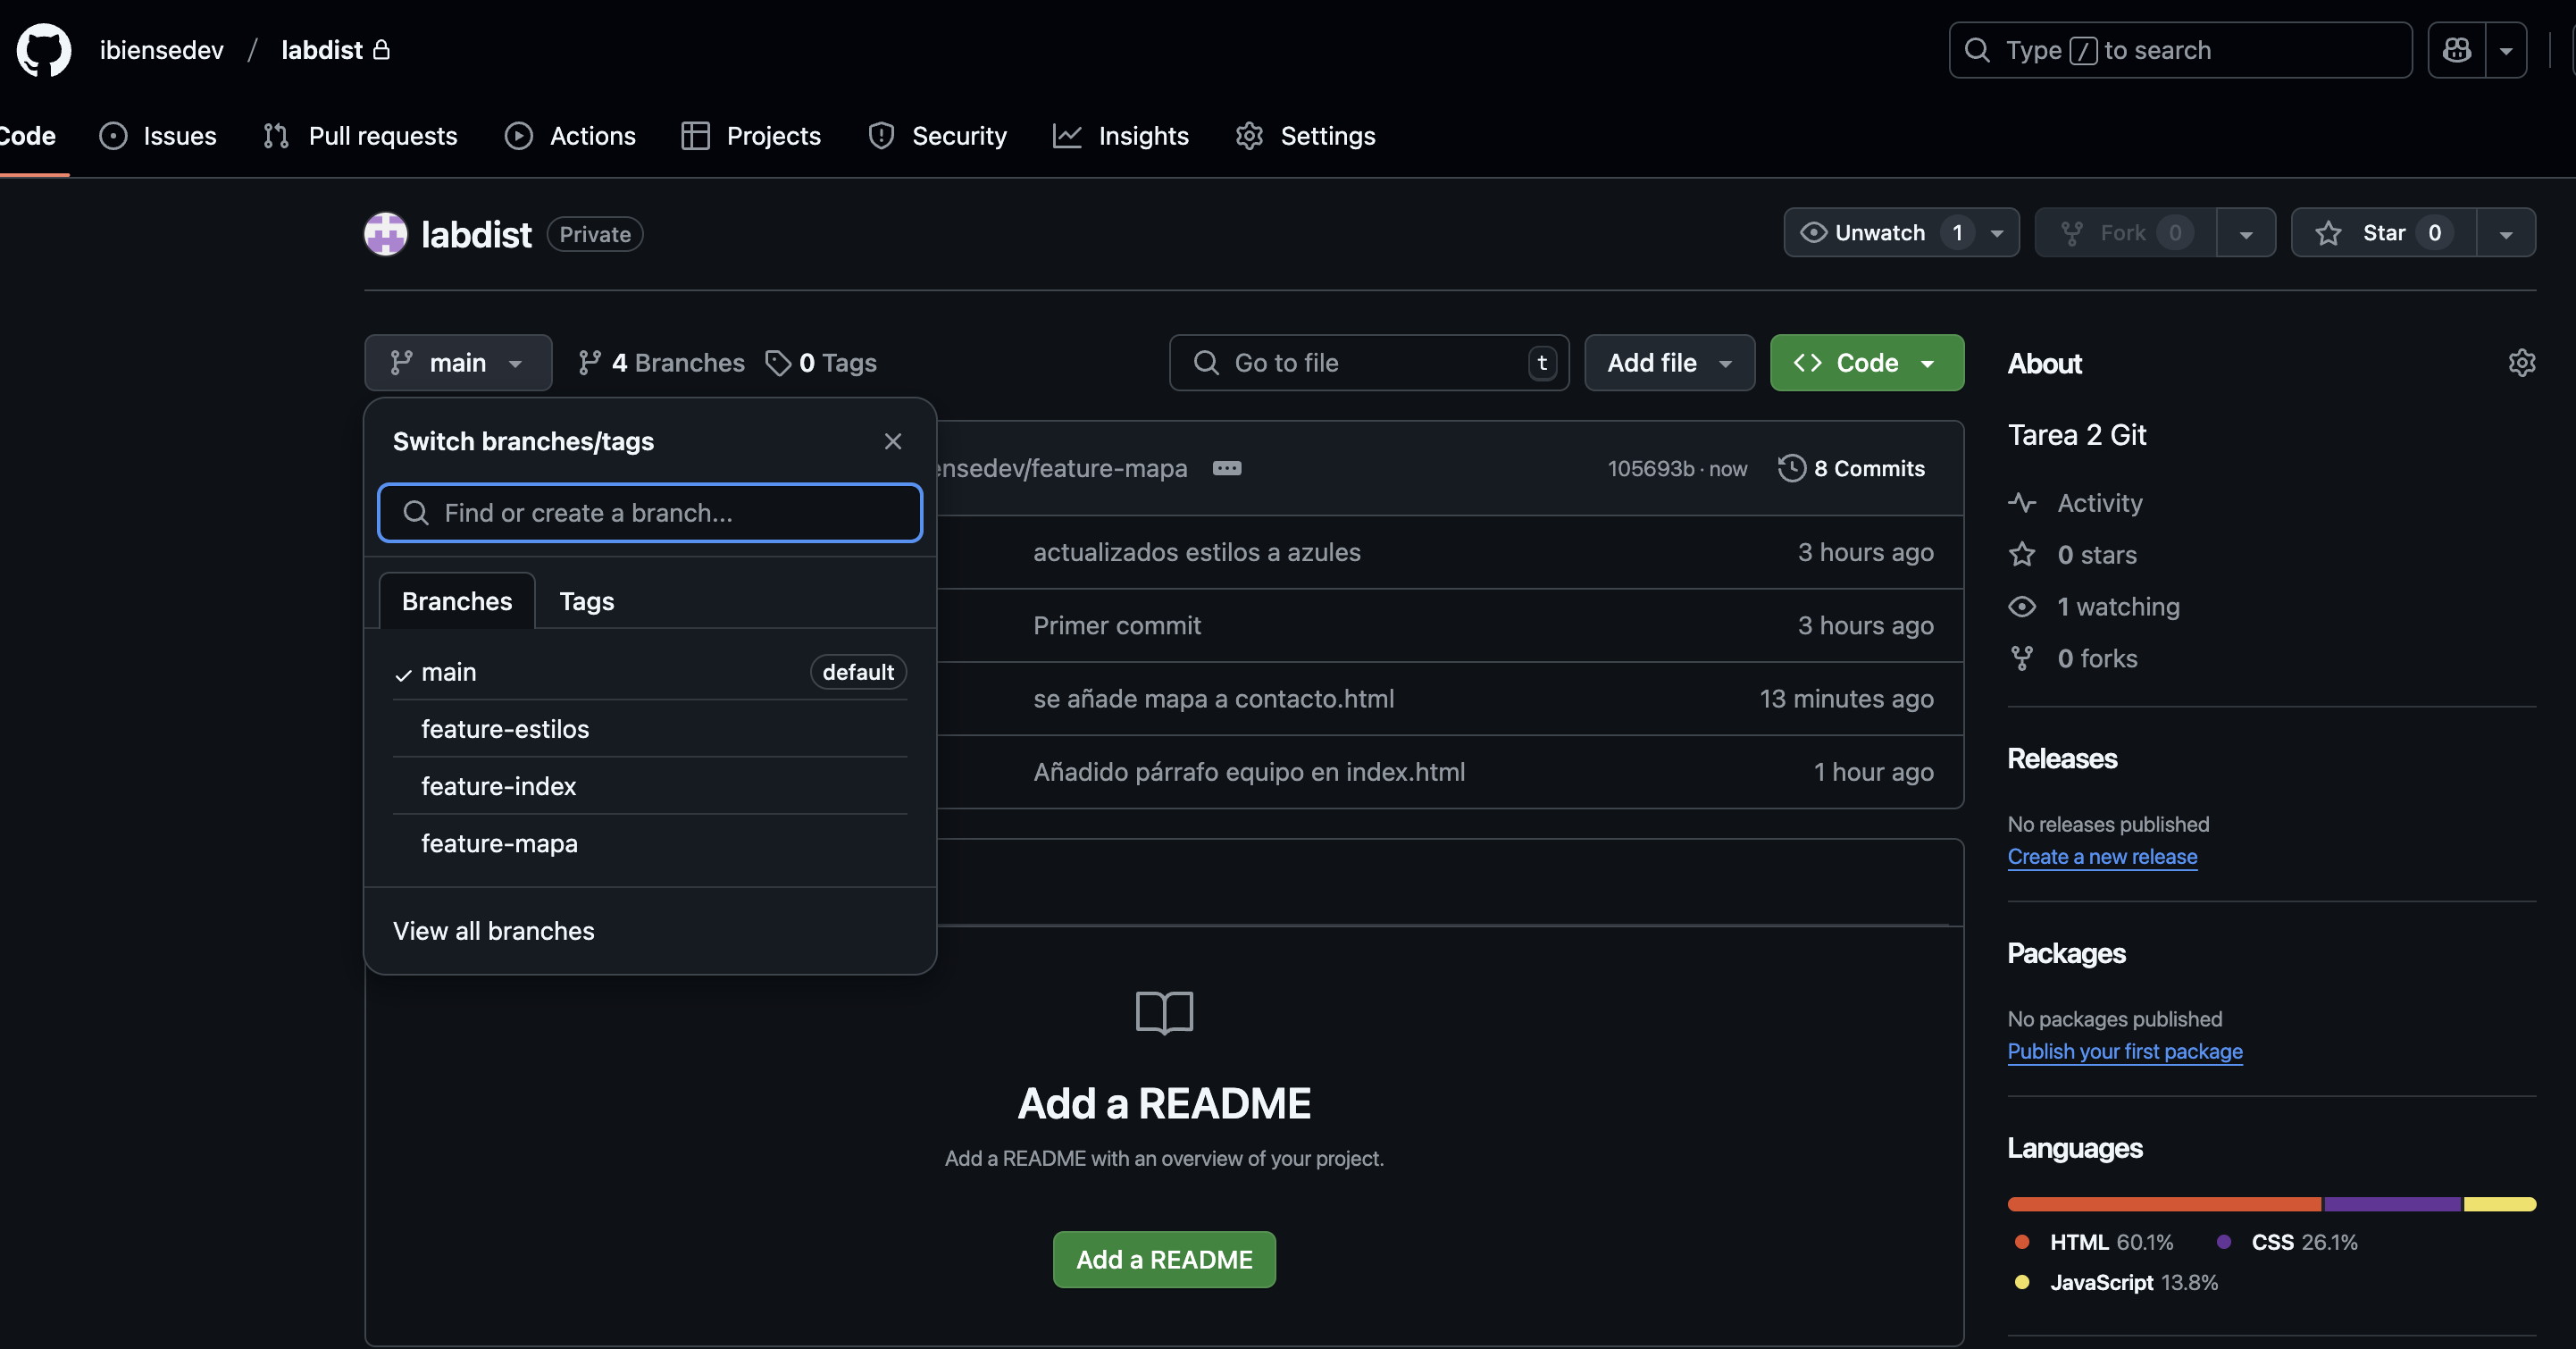 ibiensedev / labdist
Type / to search
Code Issues Pull requests Actions Projects Security Insights Settings
labdist Private
Unwatch 1 Fork 0 Star 0
main 4 Branches 0 Tags
Go to file t Add file Code
Switch branches/tags
Find or create a branch...
Branches Tags
main default
feature-estilos
feature-index
feature-mapa
View all branches
ensedev/feature-mapa 105693b · now 8 Commits
actualizados estilos a azules 3 hours ago
Primer commit 3 hours ago
se añade mapa a contacto.html 13 minutes ago
Añadido párrafo equipo en index.html 1 hour ago
Add a README
Add a README with an overview of your project.
Add a README
About
Tarea 2 Git
Activity
0 stars
1 watching
0 forks
Releases
No releases published
Create a new release
Packages
No packages published
Publish your first package
Languages
HTML 60.1% CSS 26.1%
JavaScript 13.8%